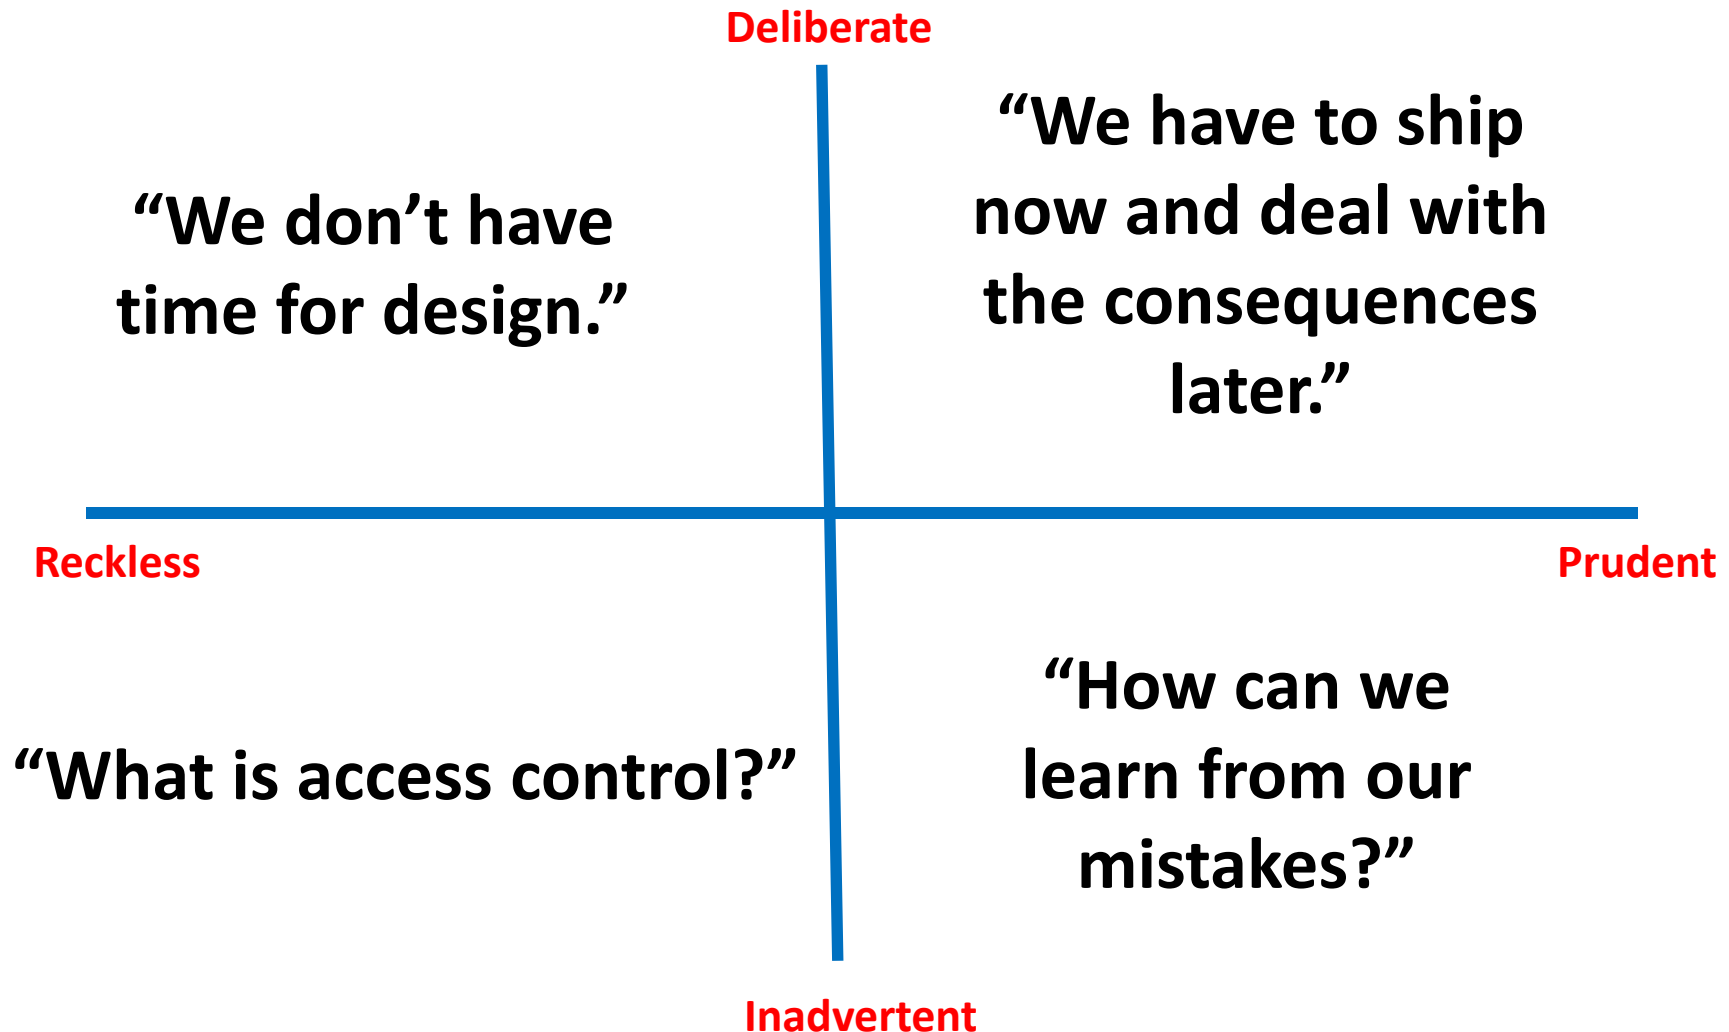 Deliberate
“We don’t have
time for design.”
“We have to ship
now and deal with
the consequences
later.”
Reckless
Prudent
“What is access control?”
“How can we
learn from our
mistakes?”
Inadvertent